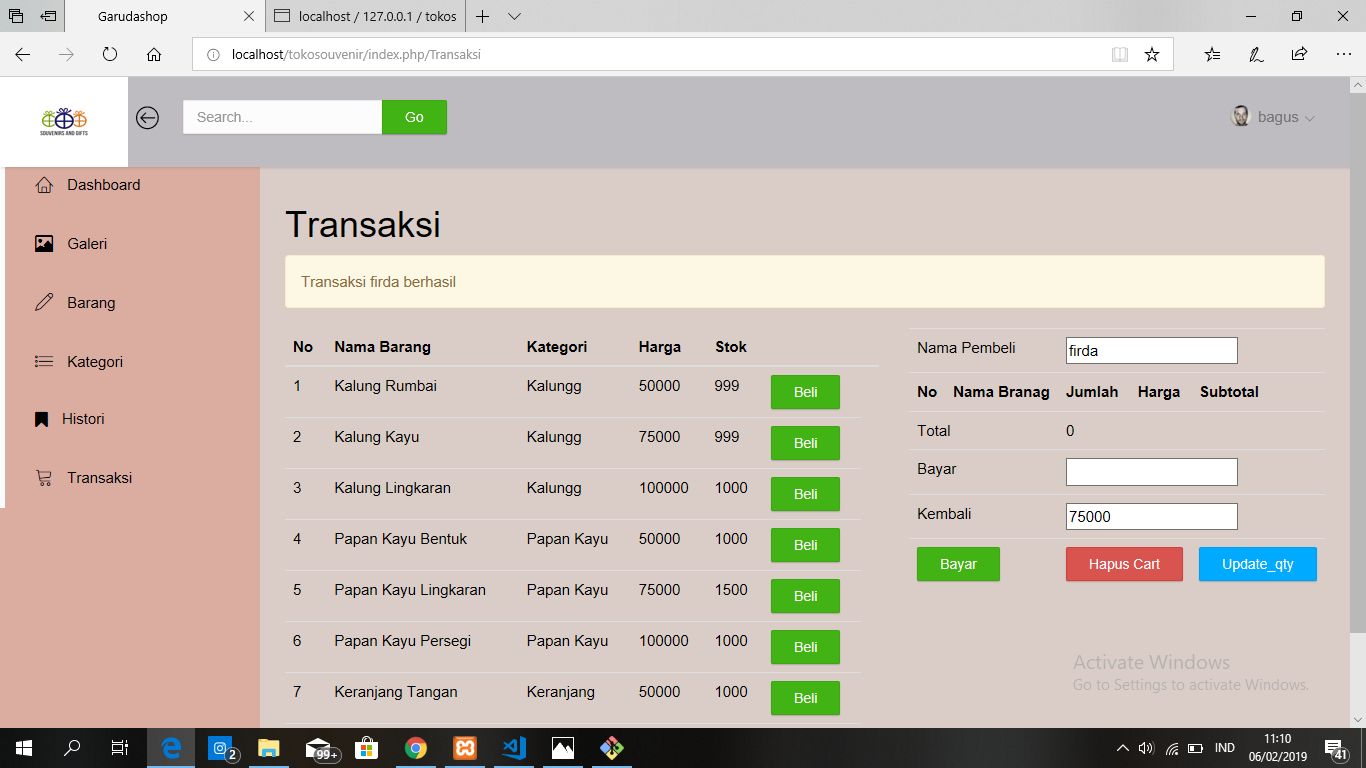 Garudashop
localhost / 127.0.0.1 / tokos
localhost/tokosouvenir/index.php/Transaksi
SOUVENIRS AND GIFTS
Search...
Go
bagus
Dashboard
Galeri
Barang
Kategori
Histori
Transaksi
Transaksi
Transaksi firda berhasil
No Nama Barang Kategori Harga Stok
1 Kalung Rumbai Kalungg 50000 999 Beli
2 Kalung Kayu Kalungg 75000 999 Beli
3 Kalung Lingkaran Kalungg 100000 1000 Beli
4 Papan Kayu Bentuk Papan Kayu 50000 1000 Beli
5 Papan Kayu Lingkaran Papan Kayu 75000 1500 Beli
6 Papan Kayu Persegi Papan Kayu 100000 1000 Beli
7 Keranjang Tangan Keranjang 50000 1000 Beli
Nama Pembeli firda
No Nama Branag Jumlah Harga Subtotal
Total 0
Bayar
Kembali 75000
Bayar Hapus Cart Update_qty
Activate Windows
Go to Settings to activate Windows.
2
99+
IND
11:10
06/02/2019
41